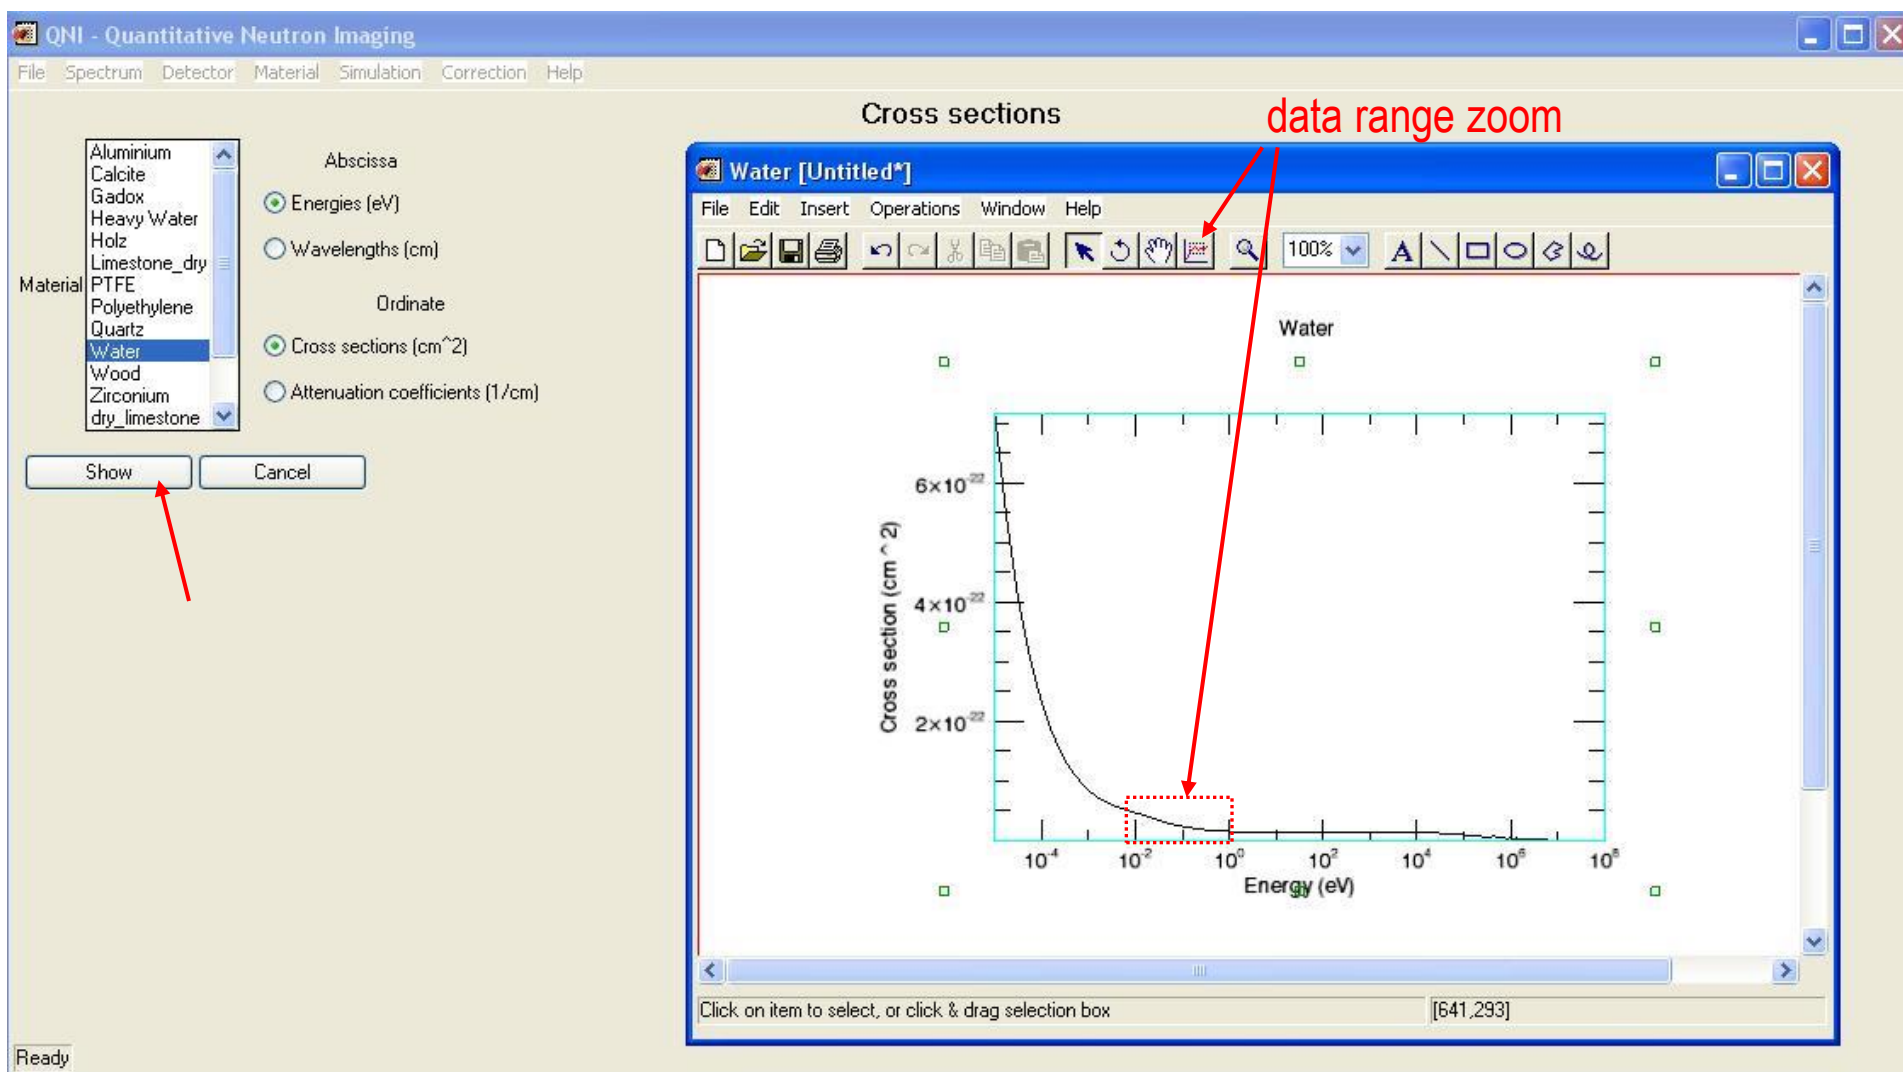 QNI - Quantitative Neutron Imaging
File Spectrum Detector Material Simulation Correction Help
Cross sections
data range zoom
Material
Aluminium
Calcite
Gadox
Heavy Water
Holz
Limestone_dry
PTFE
Polyethylene
Quartz
Water
Wood
Zirconium
dry_limestone
Abscissa
Energies (eV)
Wavelengths (cm)
Ordinate
Cross sections (cm^2)
Attenuation coefficients (1/cm)
Show
Cancel
Water [Untitled*]
File Edit Insert Operations Window Help
100%
A
Water
6×10⁻²²
4×10⁻²²
2×10⁻²²
Cross section (cm^2)
10⁻⁴ 10⁻² 10⁰ 10² 10⁴ 10⁶ 10⁸
Energy (eV)
Click on item to select, or click & drag selection box
[641,293]
Ready